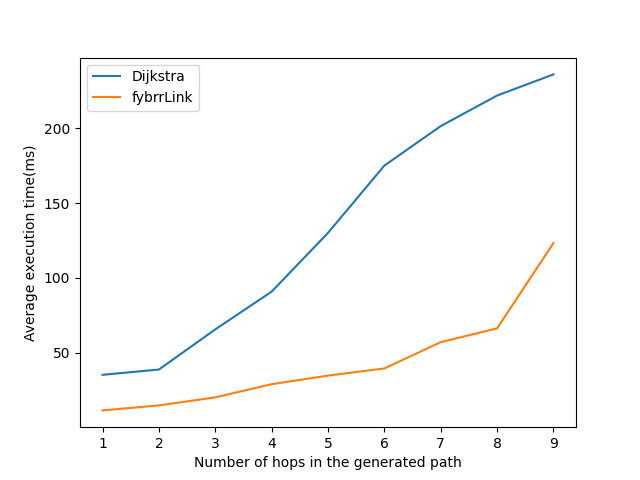 Dijkstra
fybrrLink
200
150
100
50
Average execution time(ms)
1 2 3 4 5 6 7 8 9
Number of hops in the generated path